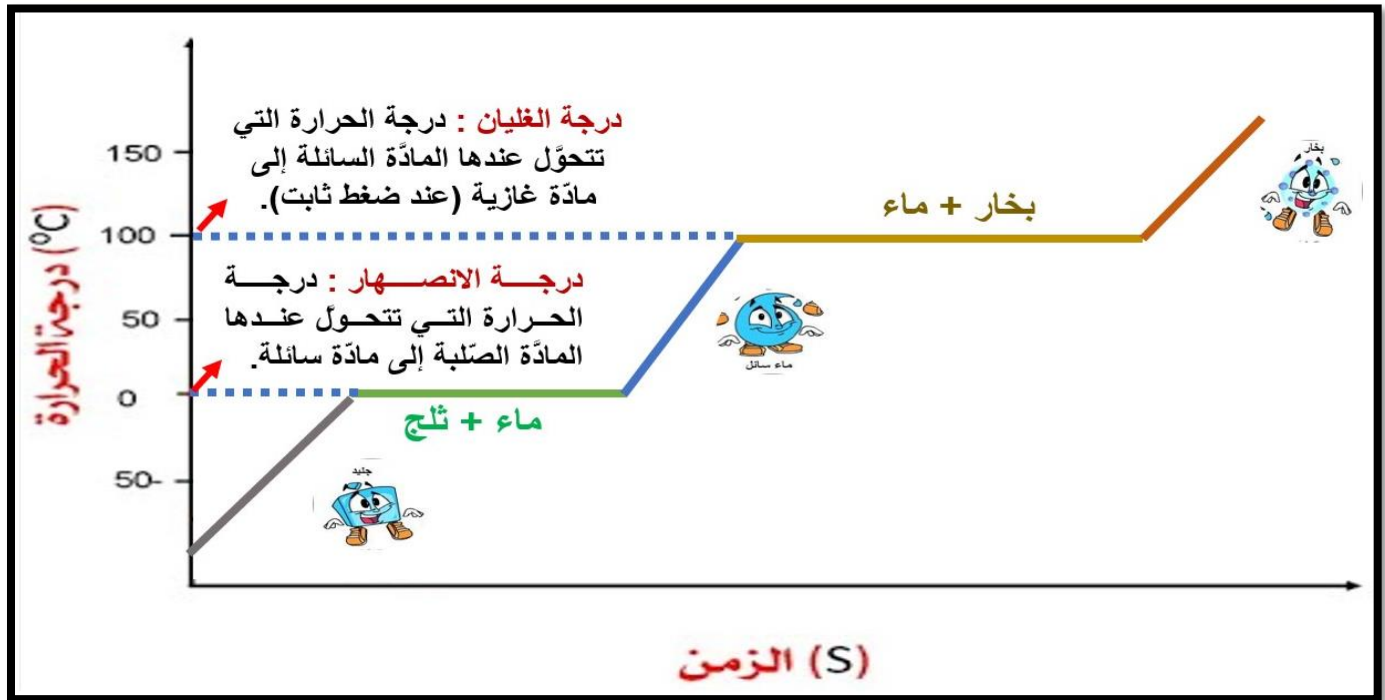 درجة الغليان : درجة الحرارة التي
تتحوَّل عندها المادَّة السائلة إلى
مادّة غازية (عند ضغط ثابت).
درجـــة الانصـــهار : درجـــة
الحـــرارة التـــي تتحـــولَّ عنـــدها
المادَّة الصّلبة إلى مادّة سائلة.
درجة الحرارة (⁰C)
150
100
50
0
50-
بخار + ماء
ماء + ثلج
بخار
ماء سائل
جليد
الزمن (S)